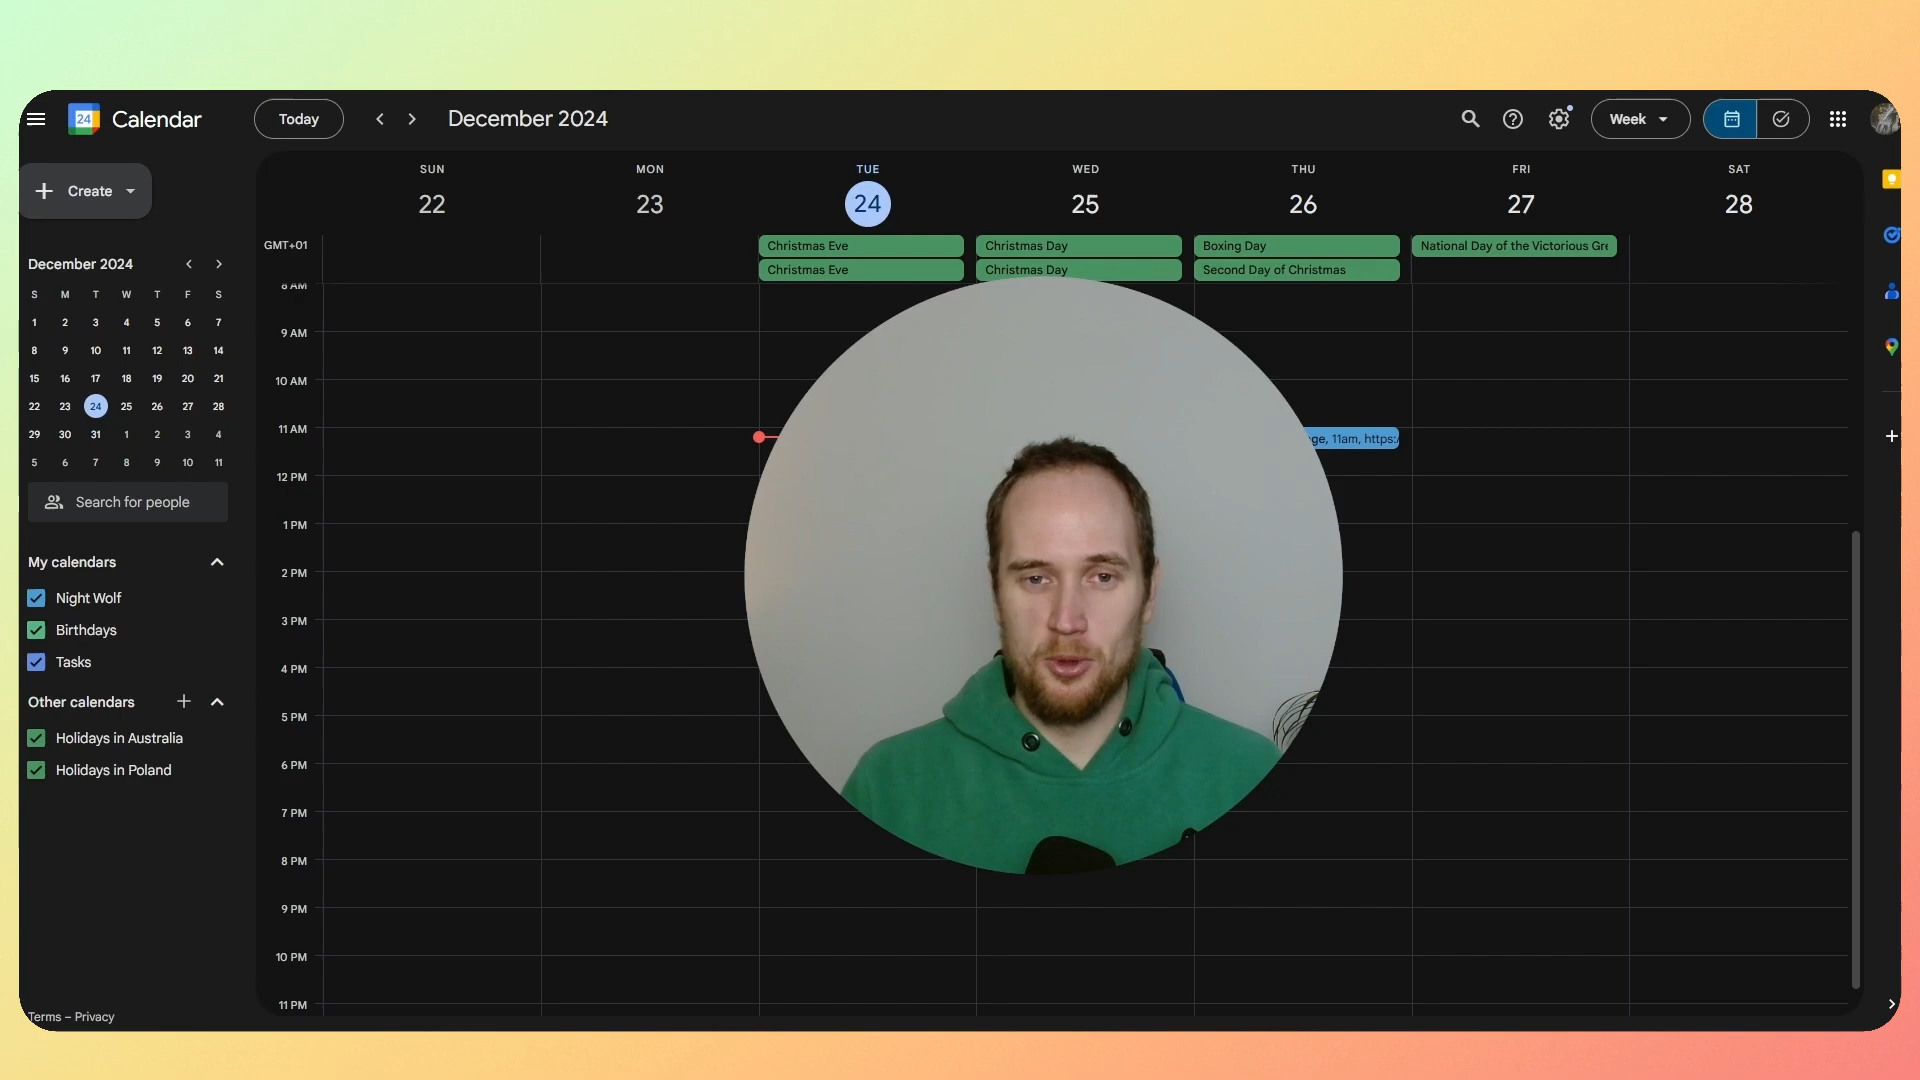 24
Calendar
Today
December 2024
Week
Create
SUN
MON
TUE
WED
THU
FRI
SAT
22
23
24
25
26
27
28
GMT+01
Christmas Eve
Christmas Day
Boxing Day
National Day of the Victorious Gre
Christmas Eve
Christmas Day
Second Day of Christmas
December 2024
S M T W T F S
1 2 3 4 5 6 7
8 9 10 11 12 13 14
15 16 17 18 19 20 21
22 23 24 25 26 27 28
29 30 31 1 2 3 4
5 6 7 8 9 10 11
Search for people
My calendars
Night Wolf
Birthdays
Tasks
Other calendars
Holidays in Australia
Holidays in Poland
Terms – Privacy
8 AM
9 AM
10 AM
11 AM
12 PM
1 PM
2 PM
3 PM
4 PM
5 PM
6 PM
7 PM
8 PM
9 PM
10 PM
11 PM
ge, 11am, https:/